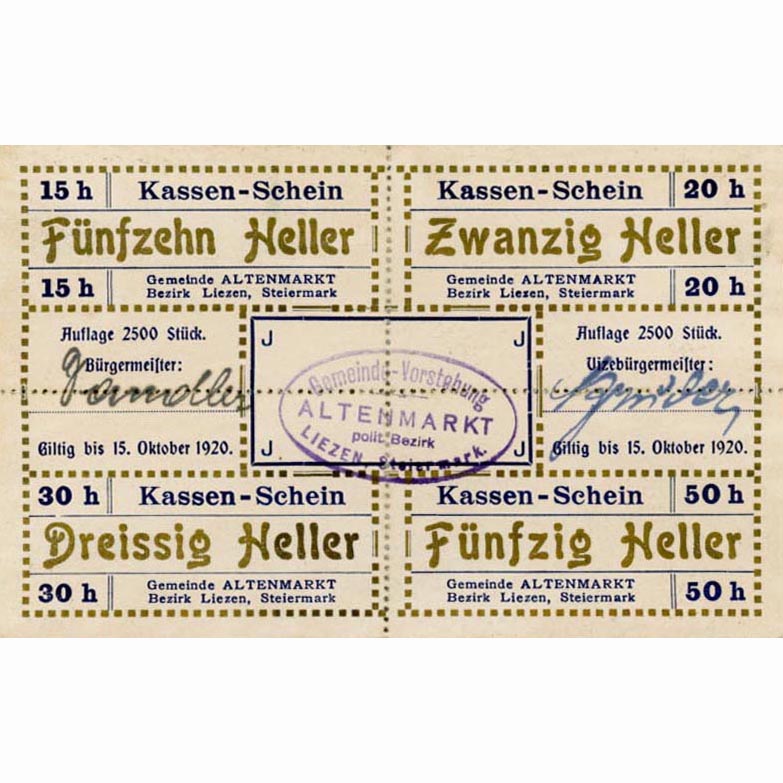 15 h Kassen-Schein
Fünfzehn Heller
15 h Gemeinde ALTENMARKT
Bezirk Liezen, Steiermark
Kassen-Schein 20 h
Zwanzig Heller
Gemeinde ALTENMARKT 20 h
Bezirk Liezen, Steiermark
Auflage 2500 Stück.
Bürgermeister:
Giltig bis 15. Oktober 1920.
J J
Gemeinde-Vorstehung
ALTENMARKT
polit. Bezirk
LIEZEN, Steiermark.
J J
Auflage 2500 Stück.
Vizebürgermeister:
Giltig bis 15. Oktober 1920.
30 h Kassen-Schein
Dreissig Heller
30 h Gemeinde ALTENMARKT
Bezirk Liezen, Steiermark
Kassen-Schein 50 h
Fünfzig Heller
Gemeinde ALTENMARKT 50 h
Bezirk Liezen, Steiermark